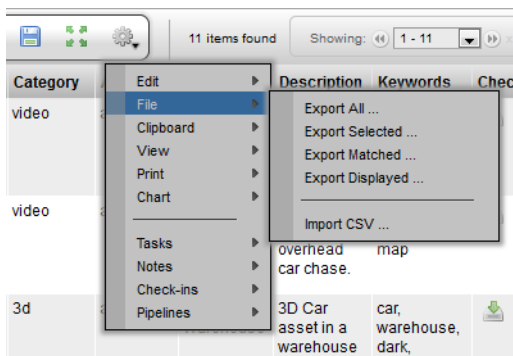 11 items found
Showing: 1 - 11
Category
Description
Keywords
video
Edit
File
Clipboard
View
Print
Chart
Tasks
Notes
Check-ins
Pipelines
Export All ...
Export Selected ...
Export Matched ...
Export Displayed ...
Import CSV ...
video
overhead
car chase.
map
3d
3D Car
asset in a
warehouse
car,
warehouse,
dark,